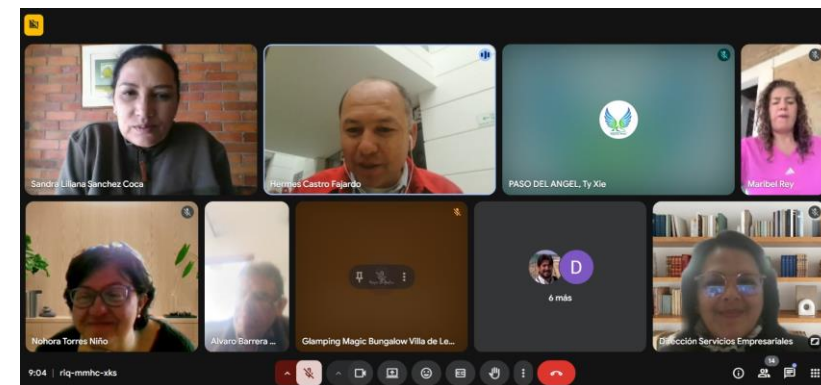 Sandra Liliana Sanchez Coca
Hermes Castro Fajardo
PASO DEL ANGEL, Ty Xie
Maribel Rey
Nohora Torres Niño
Alvaro Barrera ...
Glamping Magic Bungalow Villa de Le...
D
6 más
Dirección Servicios Empresariales
9:04 | rlq-mmhc-xks
14